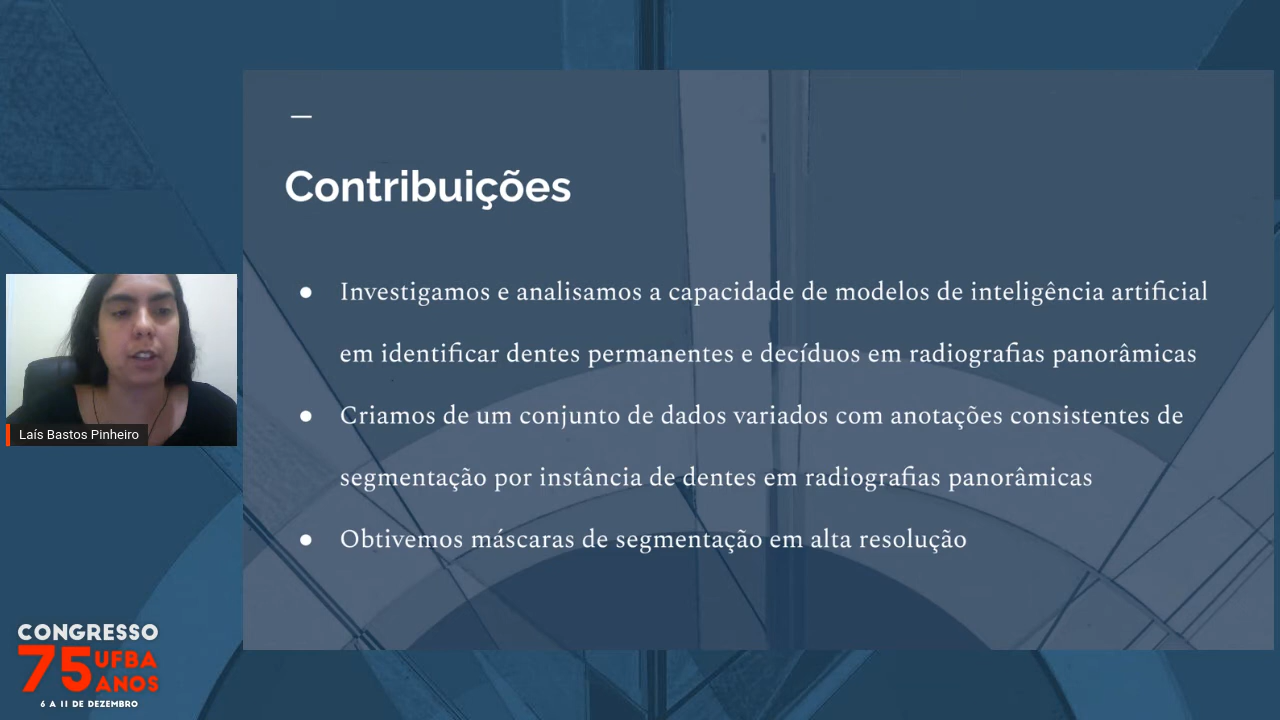 Contribuições
● Investigamos e analisamos a capacidade de modelos de inteligência artificial
em identificar dentes permanentes e decíduos em radiografias panorâmicas
● Criamos de um conjunto de dados variados com anotações consistentes de
segmentação por instância de dentes em radiografias panorâmicas
● Obtivemos máscaras de segmentação em alta resolução
Laís Bastos Pinheiro
CONGRESSO
75 UFBA
ANOS
6 A 11 DE DEZEMBRO